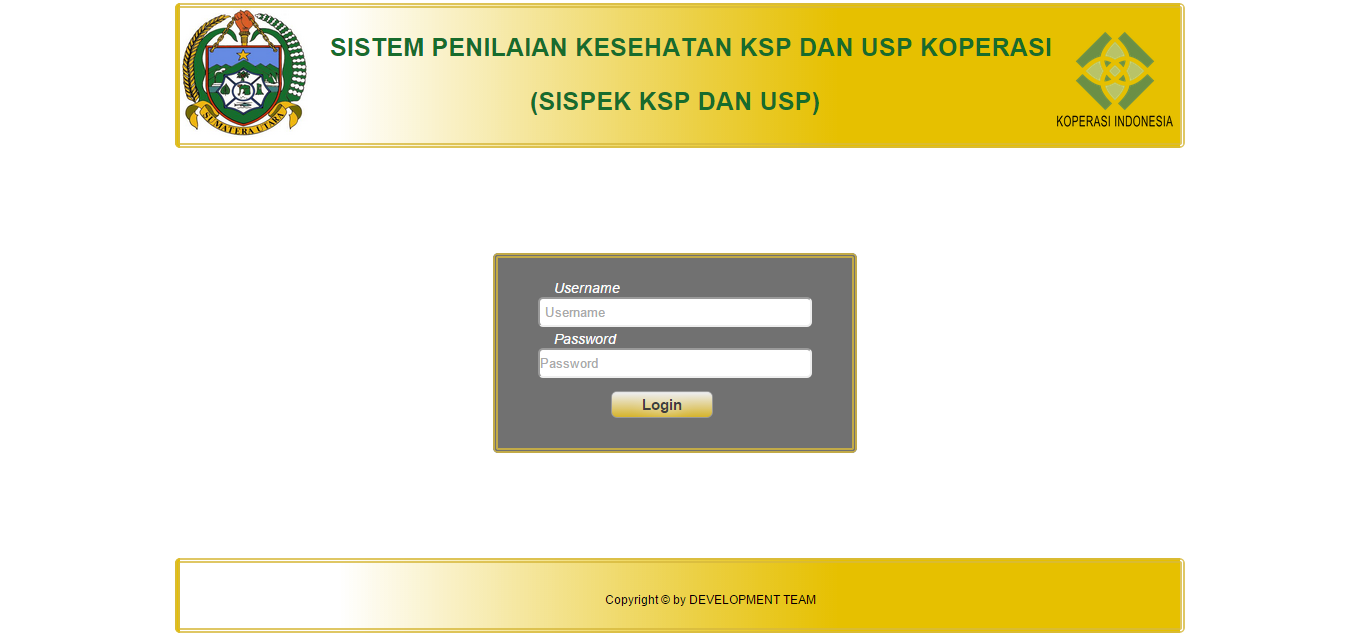 SISTEM PENILAIAN KESEHATAN KSP DAN USP KOPERASI
(SISPEK KSP DAN USP)
SUMATERA UTARA
KOPERASI INDONESIA
Username
Username
Password
Password
Login
Copyright © by DEVELOPMENT TEAM